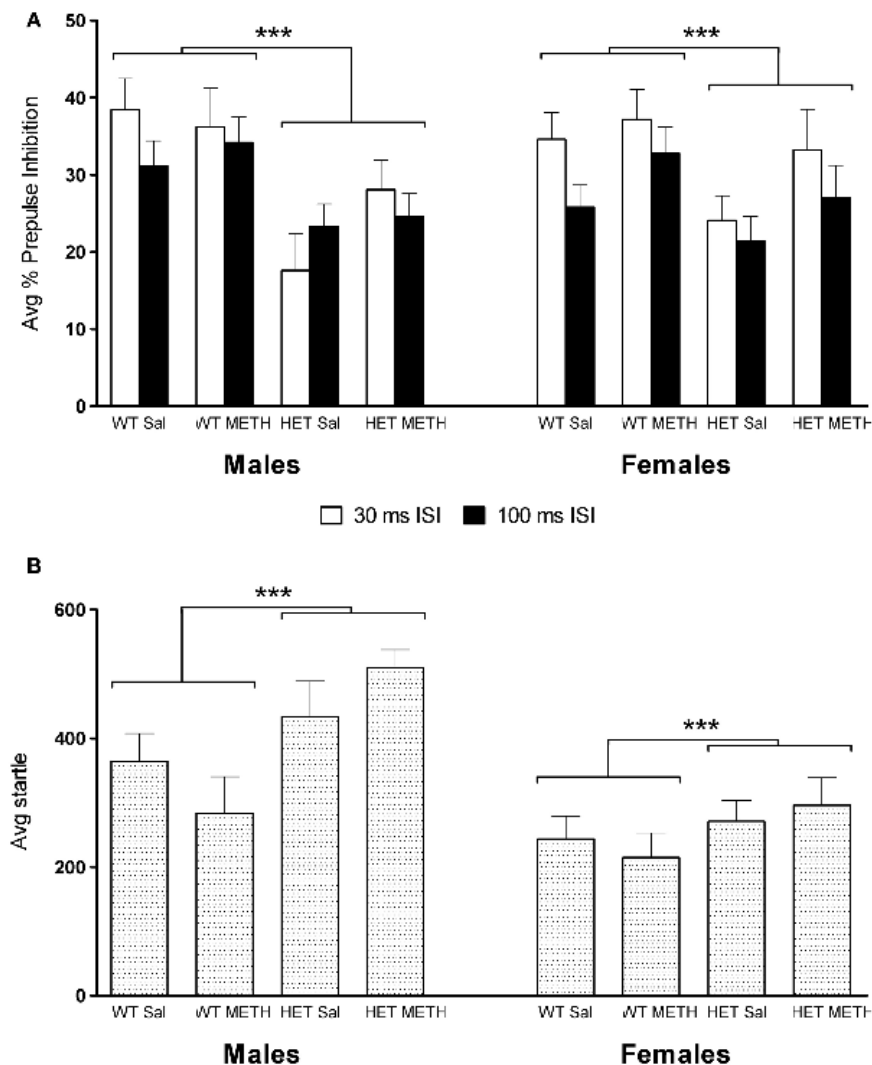 A
***
***
50
40
30
20
10
0
Avg % Prepulse Inhibition
WT Sal WT METH HET Sal HET METH WT Sal WT METH HET Sal HET METH
Males Females
30 ms ISI 100 ms ISI
B
***
***
600
400
200
0
Avg startle
WT Sal WT METH HET Sal HET METH WT Sal WT METH HET Sal HET METH
Males Females